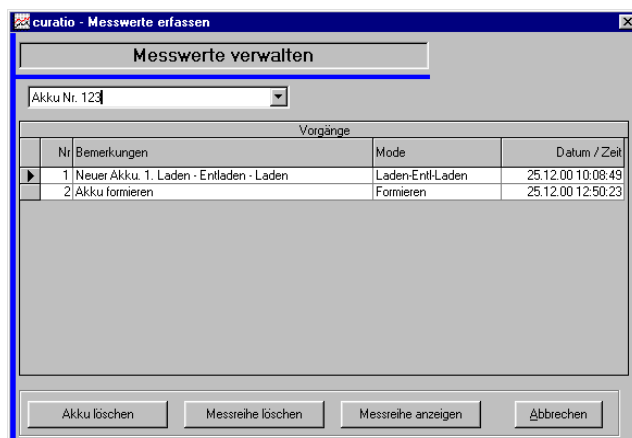 curatio - Messwerte erfassen
Messwerte verwalten
Akku Nr. 123
Vorgänge
Nr Bemerkungen Mode Datum / Zeit
1 Neuer Akku. 1. Laden - Entladen - Laden Laden-Entl-Laden 25.12.00 10:08:49
2 Akku formieren Formieren 25.12.00 12:50:23
Akku löschen Messreihe löschen Messreihe anzeigen Abbrechen